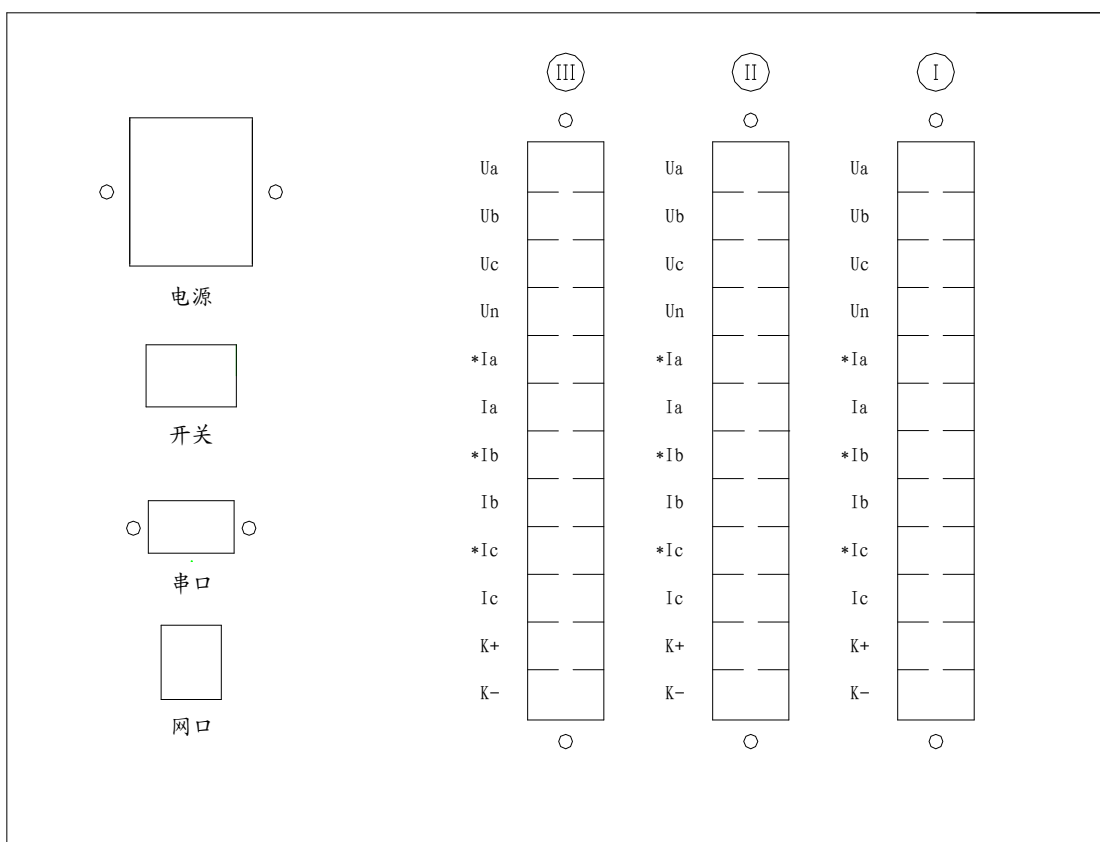 III II I
Ua Ua Ua
Ub Ub Ub
Uc Uc Uc
电源
Un Un Un
*Ia *Ia *Ia
Ia Ia Ia
开关
*Ib *Ib *Ib
Ib Ib Ib
*Ic *Ic *Ic
串口
Ic Ic Ic
K+ K+ K+
K- K- K-
网口